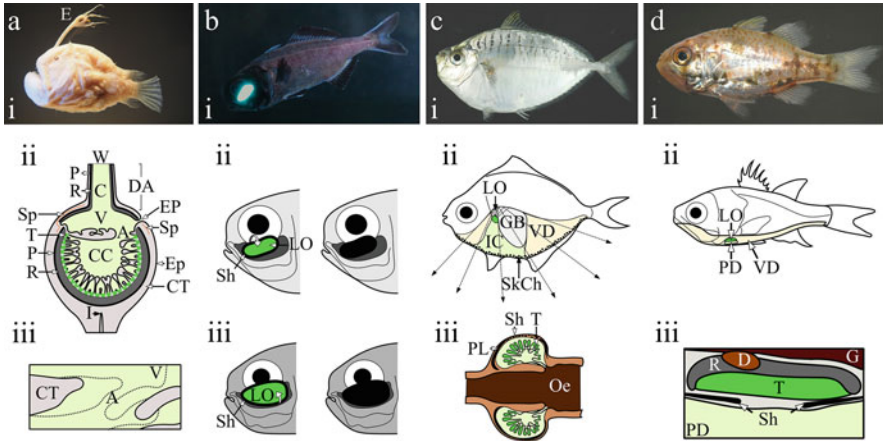 a
E
i
b
i
c
i
d
i
ii
W
P
R
C
DA
Sp
V
EP
T
A
Sp
P
CC
R
Ep
CT
I
iii
CT
A
V
ii
Sh
LO
iii
LO
Sh
ii
LO
GB
VD
IC
SkCh
iii
Sh
T
PL
Oe
ii
LO
PD
VD
iii
D
G
R
T
Sh
PD